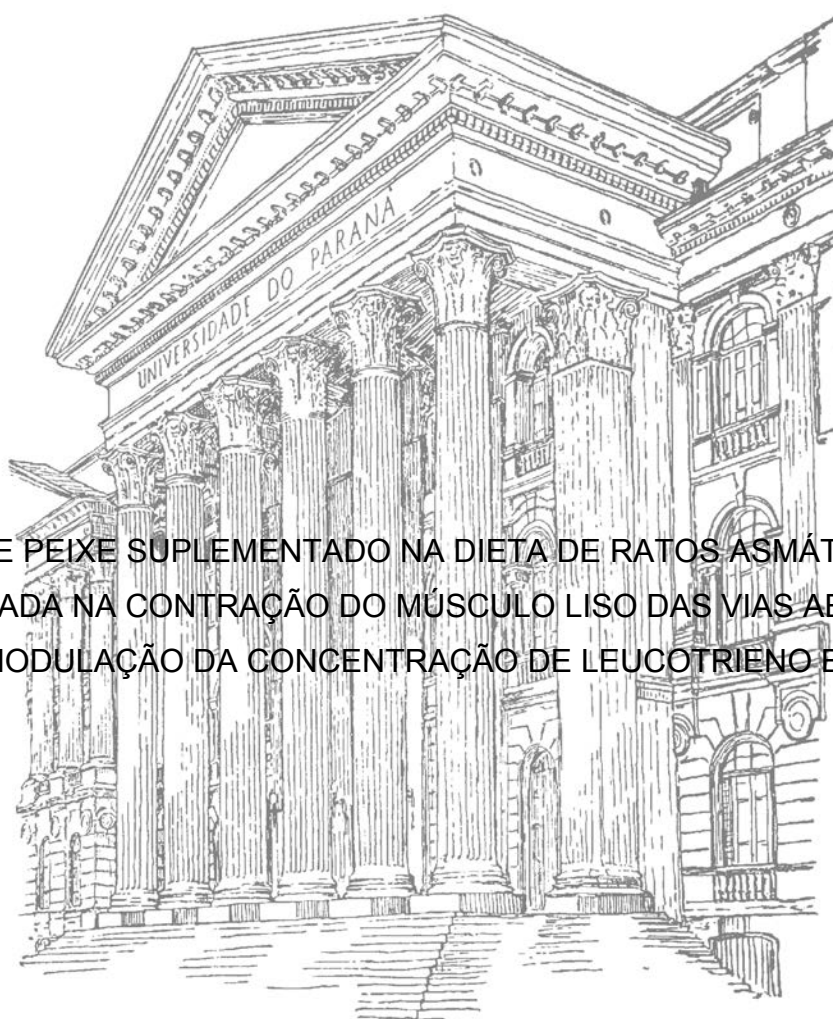 UNIVERSIDADE DO PARANÁ
E PEIXE SUPLEMENTADO NA DIETA DE RATOS ASMÁT
ADA NA CONTRAÇÃO DO MÚSCULO LISO DAS VIAS AE
MODULAÇÃO DA CONCENTRAÇÃO DE LEUCOTRIENO E